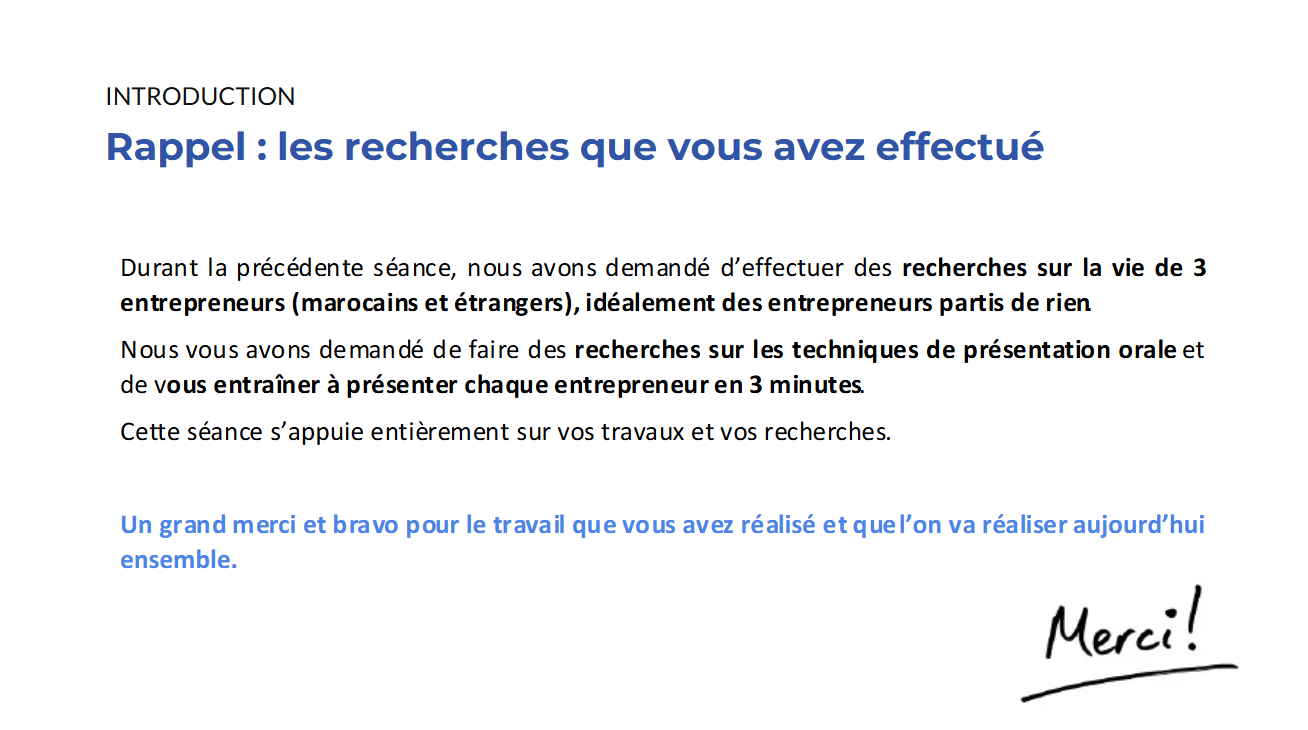 INTRODUCTION
Rappel : les recherches que vous avez effectué
Durant la précédente séance, nous avons demandé d’effectuer des recherches sur la vie de 3
entrepreneurs (marocains et étrangers), idéalement des entrepreneurs partis de rien.
Nous vous avons demandé de faire des recherches sur les techniques de présentation orale et
de vous entraîner à présenter chaque entrepreneur en 3 minutes.
Cette séance s’appuie entièrement sur vos travaux et vos recherches.
Un grand merci et bravo pour le travail que vous avez réalisé et que l’on va réaliser aujourd’hui
ensemble.
Merci !